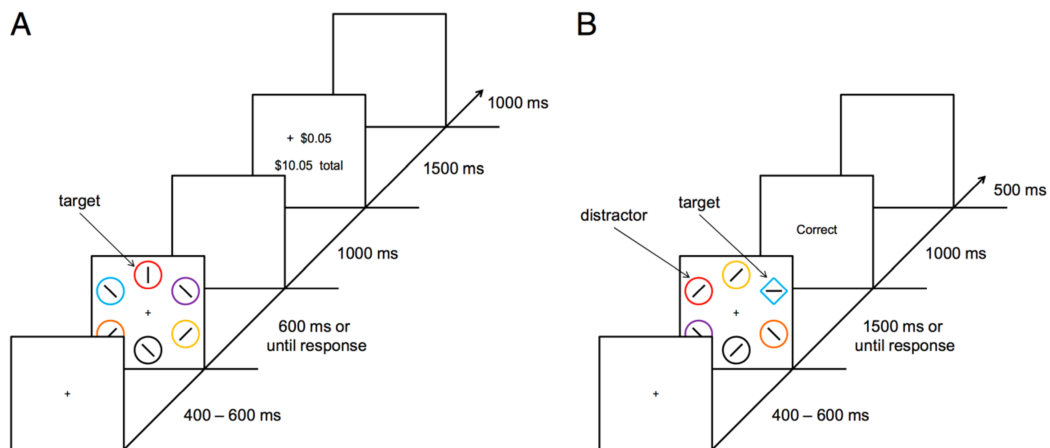 A
target
+
+
+ $0.05
$10.05 total
400 – 600 ms
600 ms or
until response
1000 ms
1500 ms
1000 ms
B
distractor
target
+
+
Correct
400 – 600 ms
1500 ms or
until response
1000 ms
500 ms